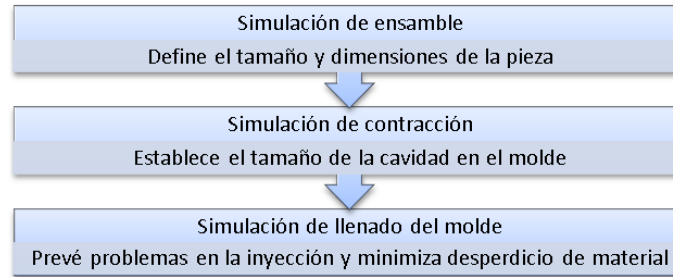 Simulación de ensamble
Define el tamaño y dimensiones de la pieza
Simulación de contracción
Establece el tamaño de la cavidad en el molde
Simulación de llenado del molde
Prevé problemas en la inyección y minimiza desperdicio de material